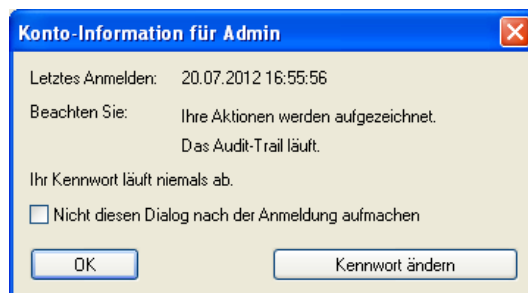 Konto-Information für Admin
Letztes Anmelden: 20.07.2012 16:55:56
Beachten Sie: Ihre Aktionen werden aufgezeichnet.
Das Audit-Trail läuft.
Ihr Kennwort läuft niemals ab.
Nicht diesen Dialog nach der Anmeldung aufmachen
OK Kennwort ändern